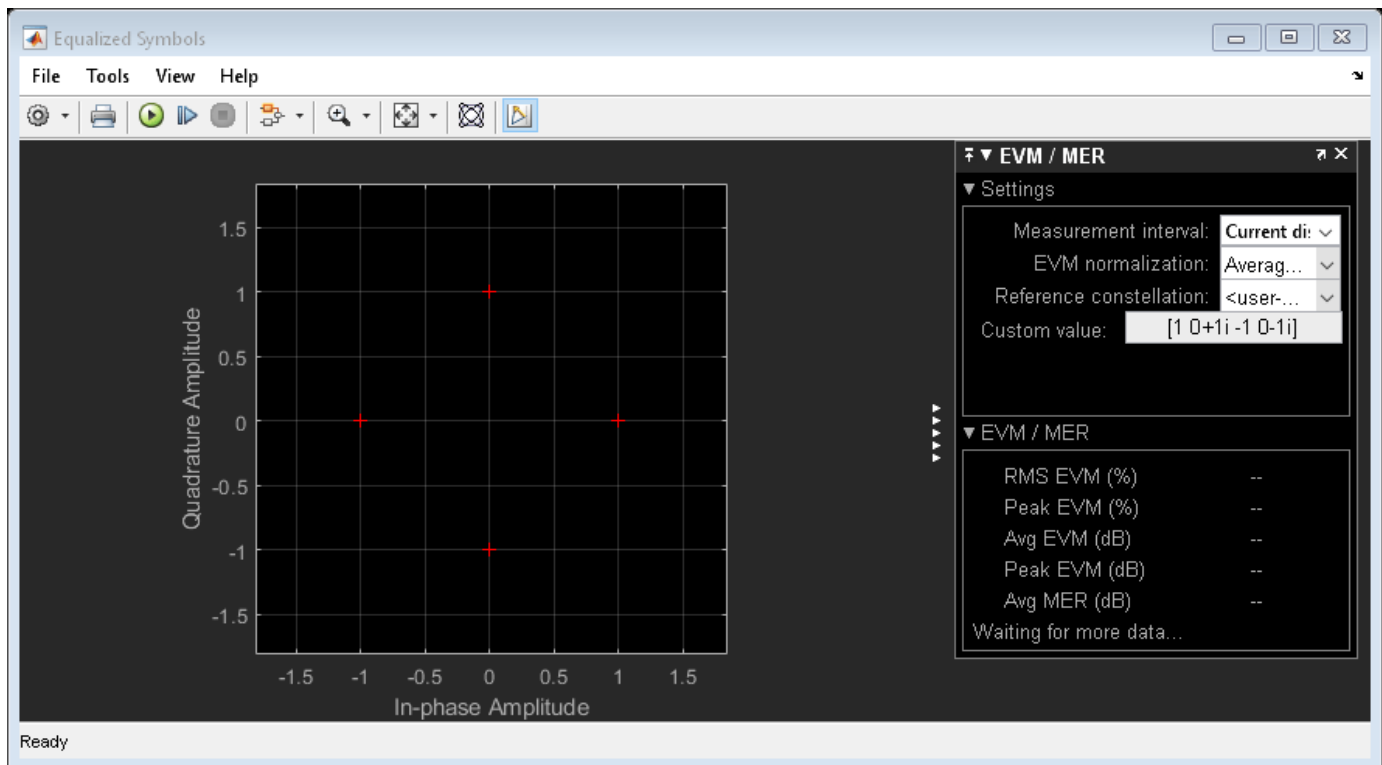 Equalized Symbols
File Tools View Help
EVM / MER
Settings
Measurement interval: Current di:
EVM normalization: Averag...
Reference constellation: <user-...
Custom value: [1 0+1i -1 0-1i]
EVM / MER
RMS EVM (%) --
Peak EVM (%) --
Avg EVM (dB) --
Peak EVM (dB) --
Avg MER (dB) --
Waiting for more data...
Quadrature Amplitude
1.5
1
0.5
0
-0.5
-1
-1.5
-1.5 -1 -0.5 0 0.5 1 1.5
In-phase Amplitude
Ready